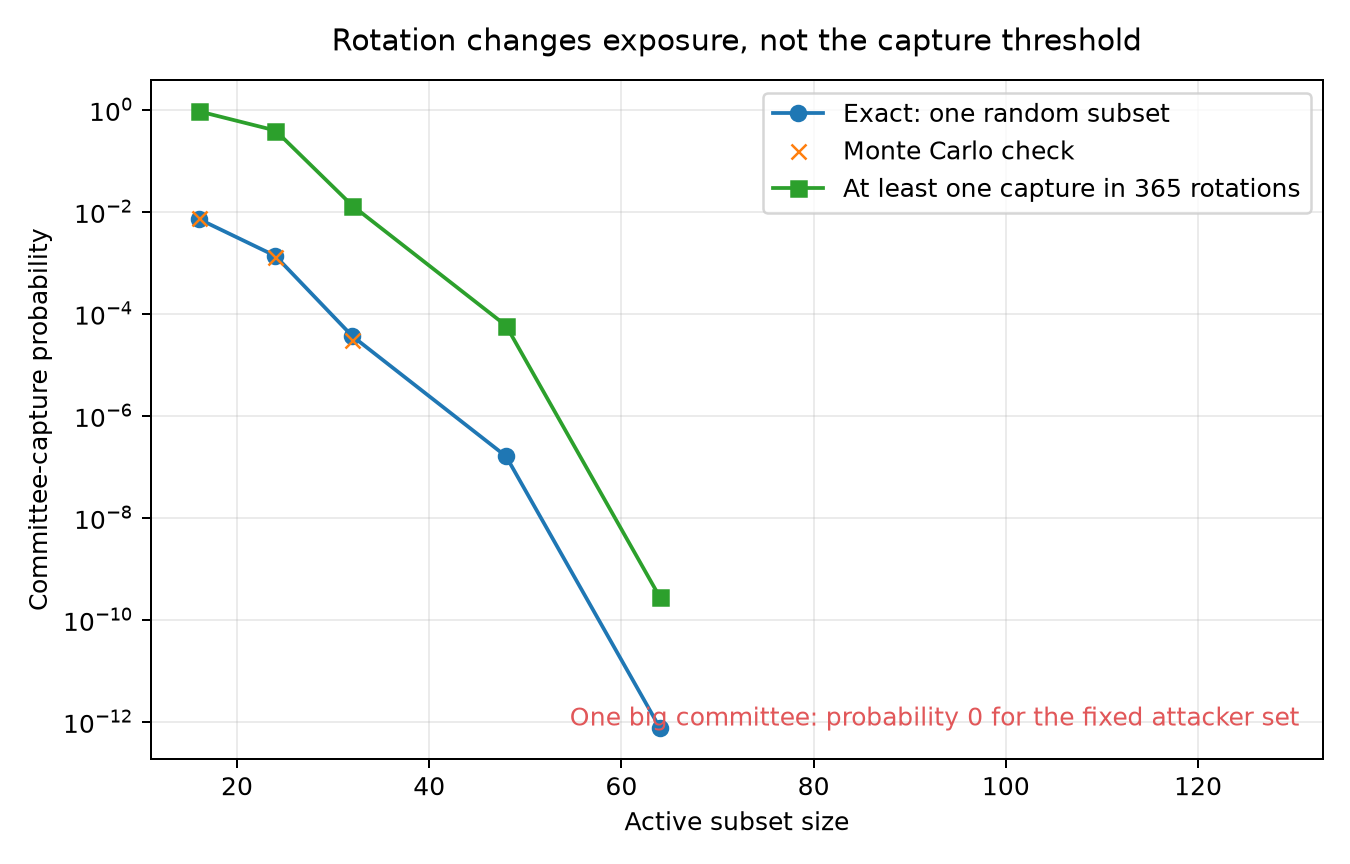 Rotation changes exposure, not the capture threshold
Exact: one random subset
Monte Carlo check
At least one capture in 365 rotations
Committee-capture probability
10⁰
10⁻²
10⁻⁴
10⁻⁶
10⁻⁸
10⁻¹⁰
10⁻¹²
One big committee: probability 0 for the fixed attacker set
20 40 60 80 100 120
Active subset size